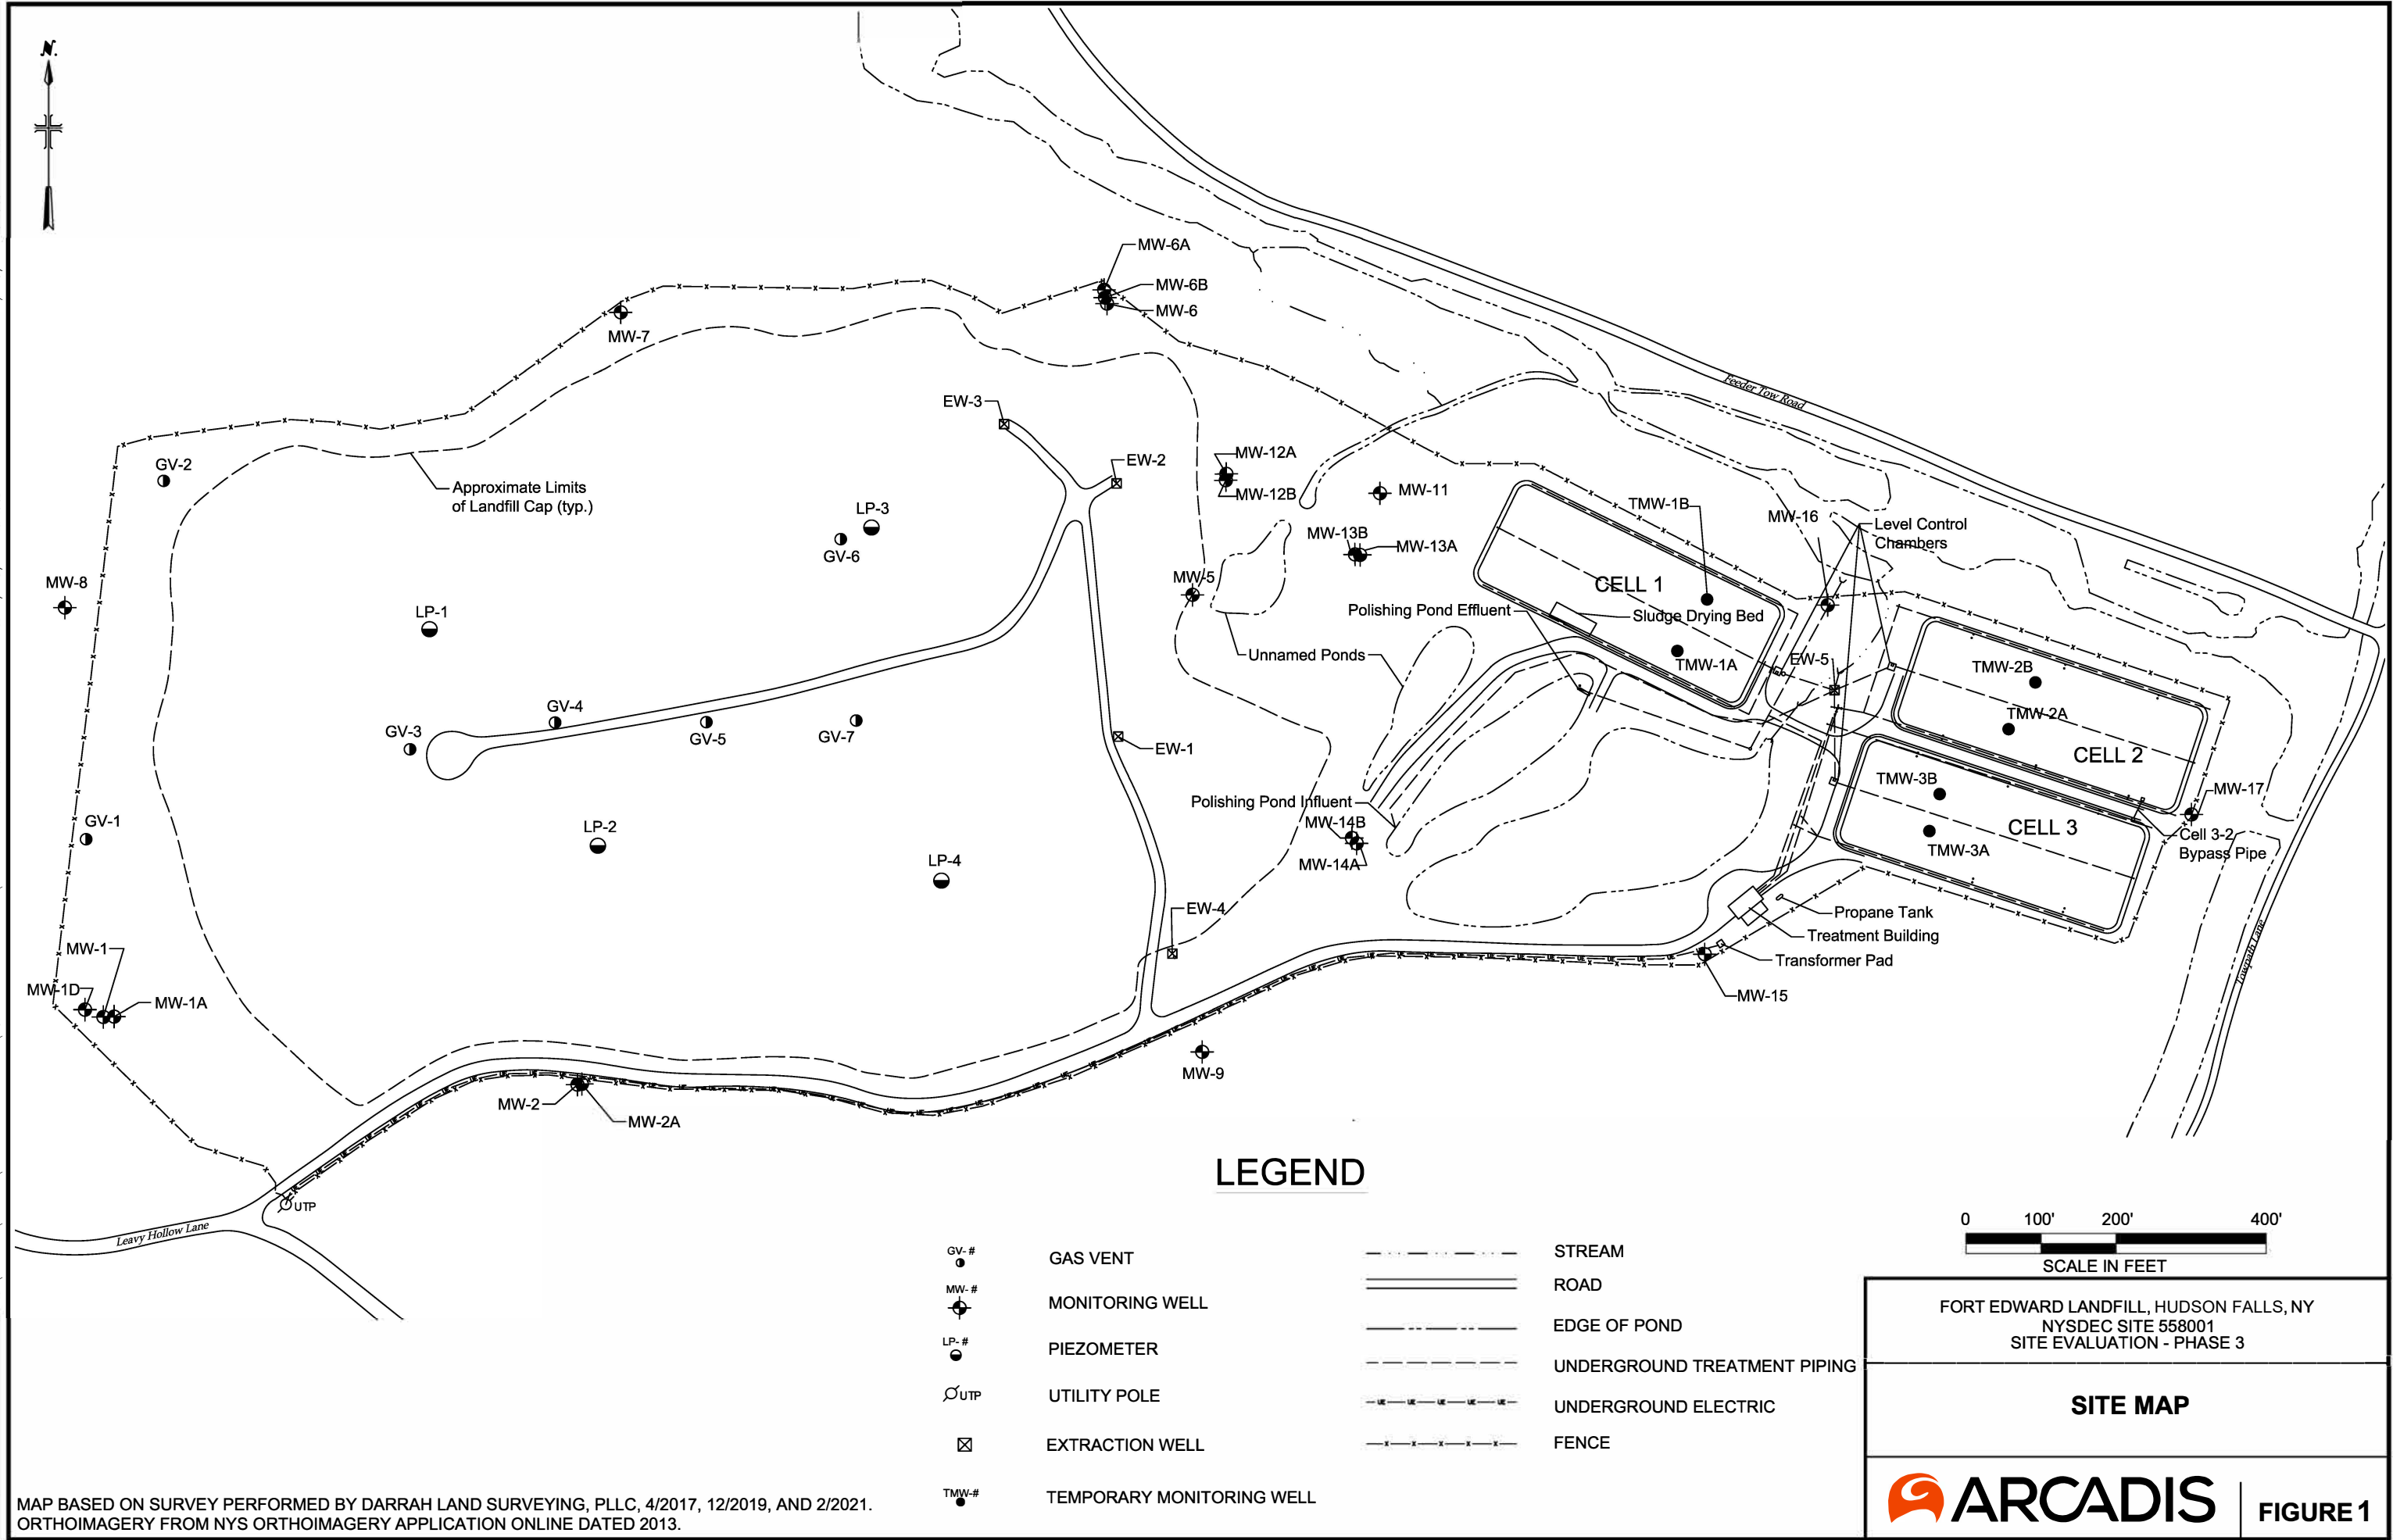 N.
MW-6A
MW-6B
MW-6
MW-7
Feeder Tow Road
EW-3
EW-2
MW-12A
MW-12B
MW-11
GV-2
Approximate Limits
of Landfill Cap (typ.)
LP-3
GV-6
MW-13B
MW-13A
TMW-1B
MW-16
Level Control
Chambers
MW-8
MW-5
CELL 1
LP-1
Polishing Pond Effluent
Sludge Drying Bed
Unnamed Ponds
TMW-1A
EW-5
TMW-2B
GV-4
GV-3
GV-5
GV-7
EW-1
TMW-2A
CELL 2
TMW-3B
MW-17
Polishing Pond Influent
MW-14B
MW-14A
GV-1
LP-2
LP-4
CELL 3
TMW-3A
Cell 3-2
Bypass Pipe
EW-4
Propane Tank
Treatment Building
Transformer Pad
MW-15
Towpath Lane
MW-1
MW-1D
MW-1A
MW-9
MW-2
MW-2A
UTP
Leavy Hollow Lane
LEGEND
GV- #
GAS VENT
MW- #
MONITORING WELL
LP- #
PIEZOMETER
UTP
UTILITY POLE
EXTRACTION WELL
TMW-#
TEMPORARY MONITORING WELL
STREAM
ROAD
EDGE OF POND
UNDERGROUND TREATMENT PIPING
UE UE UE UE UE
UNDERGROUND ELECTRIC
FENCE
0 100' 200' 400'
SCALE IN FEET
FORT EDWARD LANDFILL, HUDSON FALLS, NY
NYSDEC SITE 558001
SITE EVALUATION - PHASE 3
SITE MAP
ARCADIS
FIGURE 1
MAP BASED ON SURVEY PERFORMED BY DARRAH LAND SURVEYING, PLLC, 4/2017, 12/2019, AND 2/2021.
ORTHOIMAGERY FROM NYS ORTHOIMAGERY APPLICATION ONLINE DATED 2013.